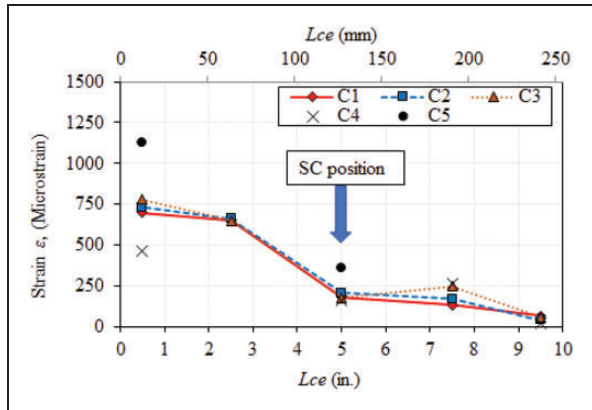 Lce (mm)
0 50 100 150 200 250
1500
1250
1000
750
500
250
0
Strain ε, (Microstrain)
C1 C2 C3
C4 C5
SC position
0 1 2 3 4 5 6 7 8 9 10
Lce (in.)